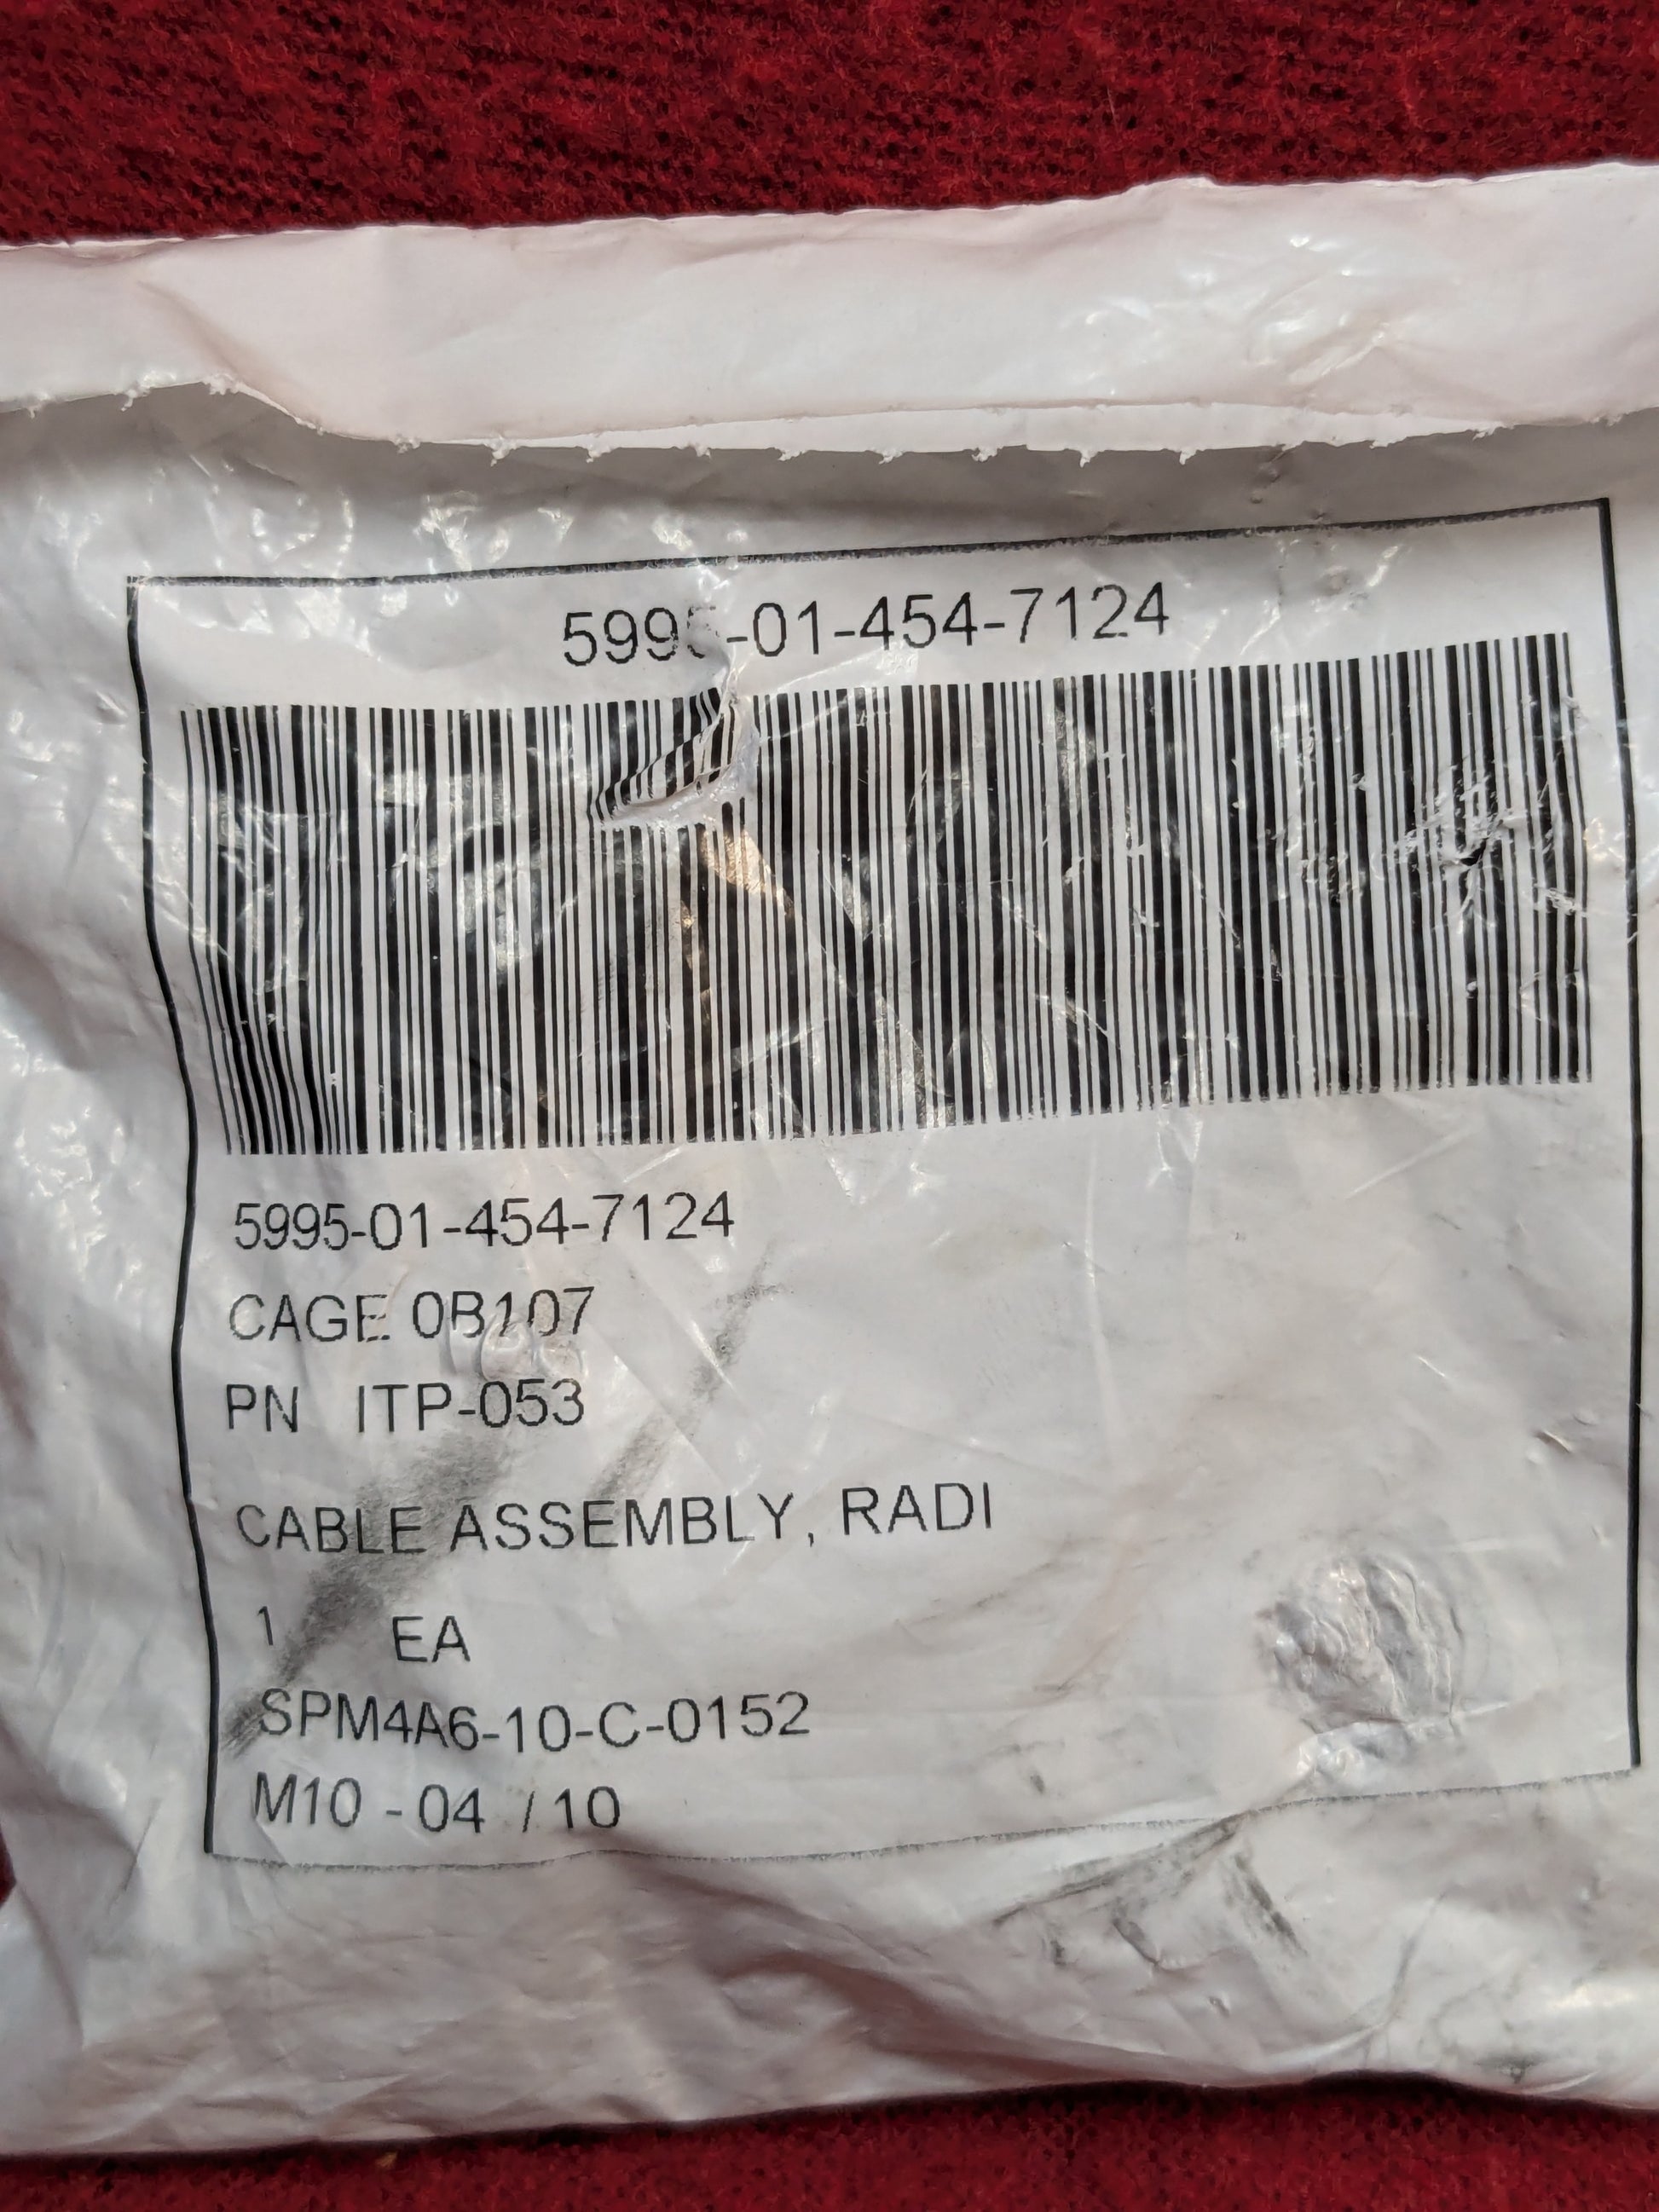 5995-01-454-7124
5995-01-454-7124
CAGE 0B107
PN ITP-053
CABLE ASSEMBLY, RADI
1 EA
SPM4A6-10-C-0152
M10 - 04 / 10